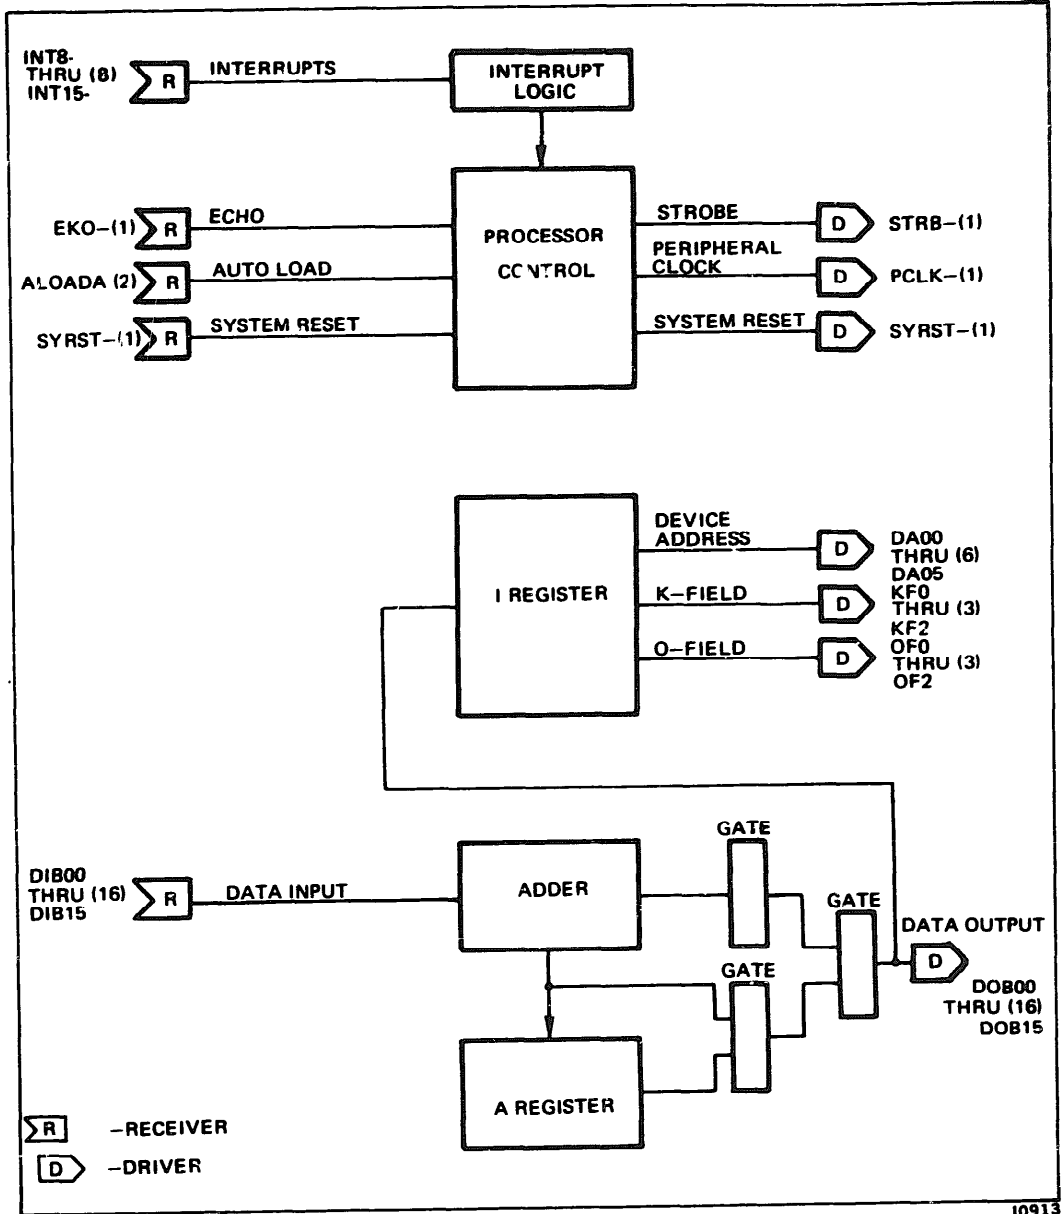 INT8-
THRU (8)
INT15-
R
INTERRUPTS
INTERRUPT
LOGIC
EKO-(1)
R
ECHO
ALOADA (2)
R
AUTO LOAD
SYRST-(1)
R
SYSTEM RESET
PROCESSOR
CONTROL
STROBE
D
STRB-(1)
PERIPHERAL
CLOCK
D
PCLK-(1)
SYSTEM RESET
D
SYRST-(1)
I REGISTER
DEVICE
ADDRESS
D
DA00
THRU (6)
DA05
K-FIELD
D
KF0
THRU (3)
KF2
O-FIELD
D
OF0
THRU (3)
OF2
DIB00
THRU (16)
DIB15
R
DATA INPUT
ADDER
GATE
GATE
GATE
DATA OUTPUT
D
DOB00
THRU (16)
DOB15
A REGISTER
R -RECEIVER
D -DRIVER
10913